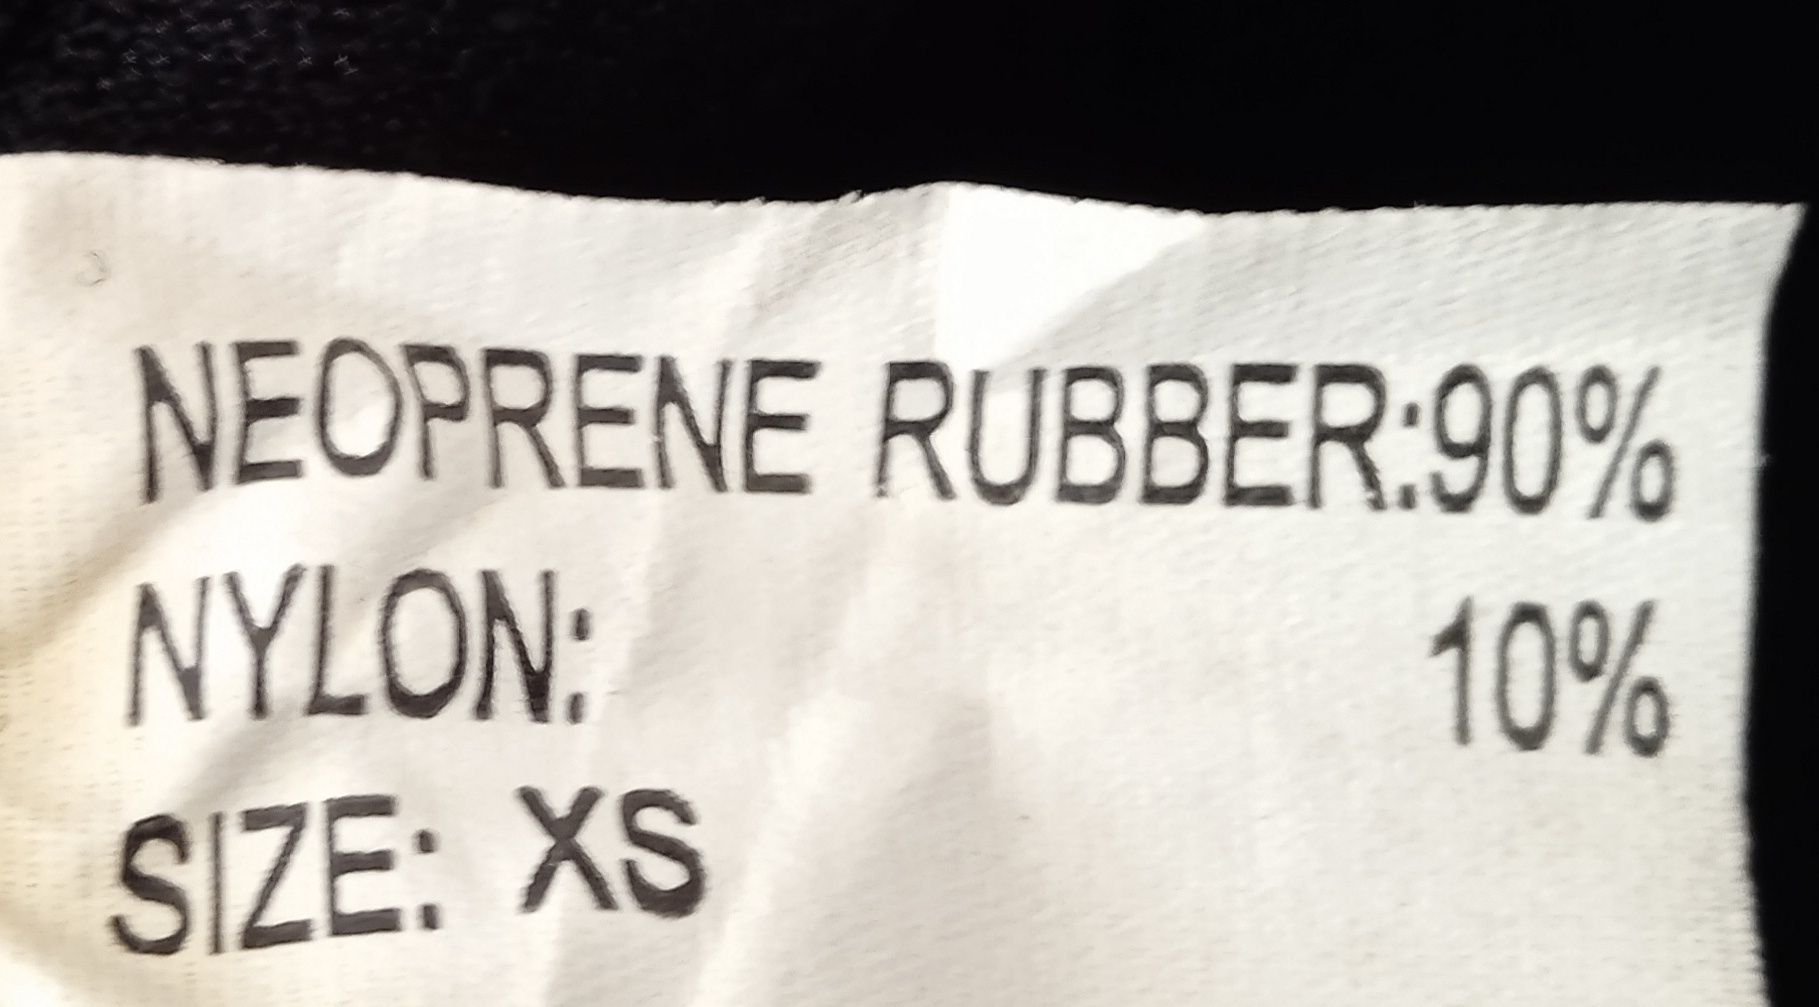 NEOPRENE RUBBER:90%
NYLON: 10%
SIZE: XS